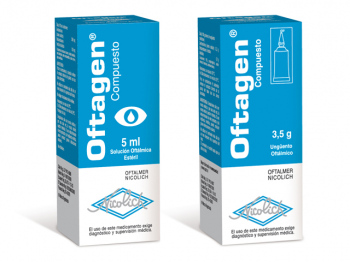 Oftagen®
Compuesto
5 ml
Solución Oftálmica
Estéril
OFTALMER
NICOLICH
Nicolich
El uso de este medicamento exige
diagnóstico y supervisión médica.
Oftagen®
Compuesto
3,5 g
Ungüento
Oftálmico
OFTALMER
NICOLICH
Nicolich
El uso de este medicamento exige
diagnóstico y supervisión médica.